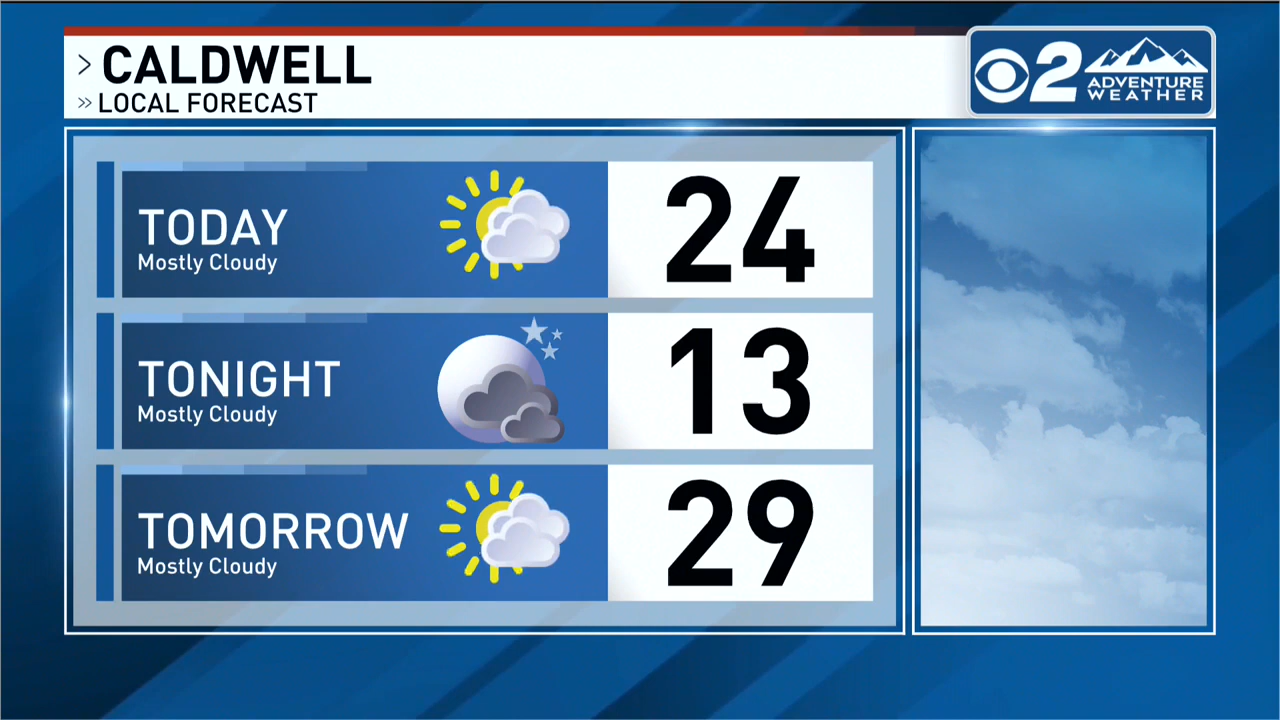 > CALDWELL
» LOCAL FORECAST
2 ADVENTURE
WEATHER
TODAY
Mostly Cloudy
24
TONIGHT
Mostly Cloudy
13
TOMORROW
Mostly Cloudy
29